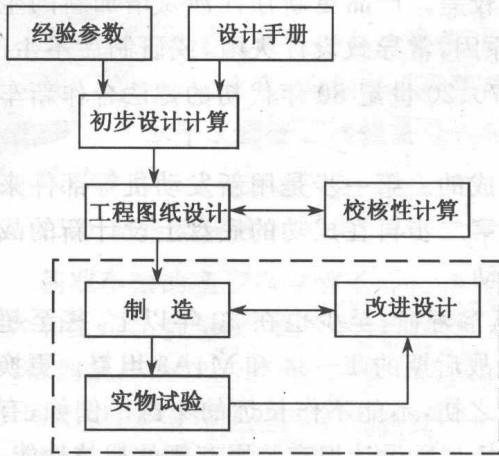 经验参数
设计手册
初步设计计算
工程图纸设计
校核性计算
制 造
改进设计
实物试验